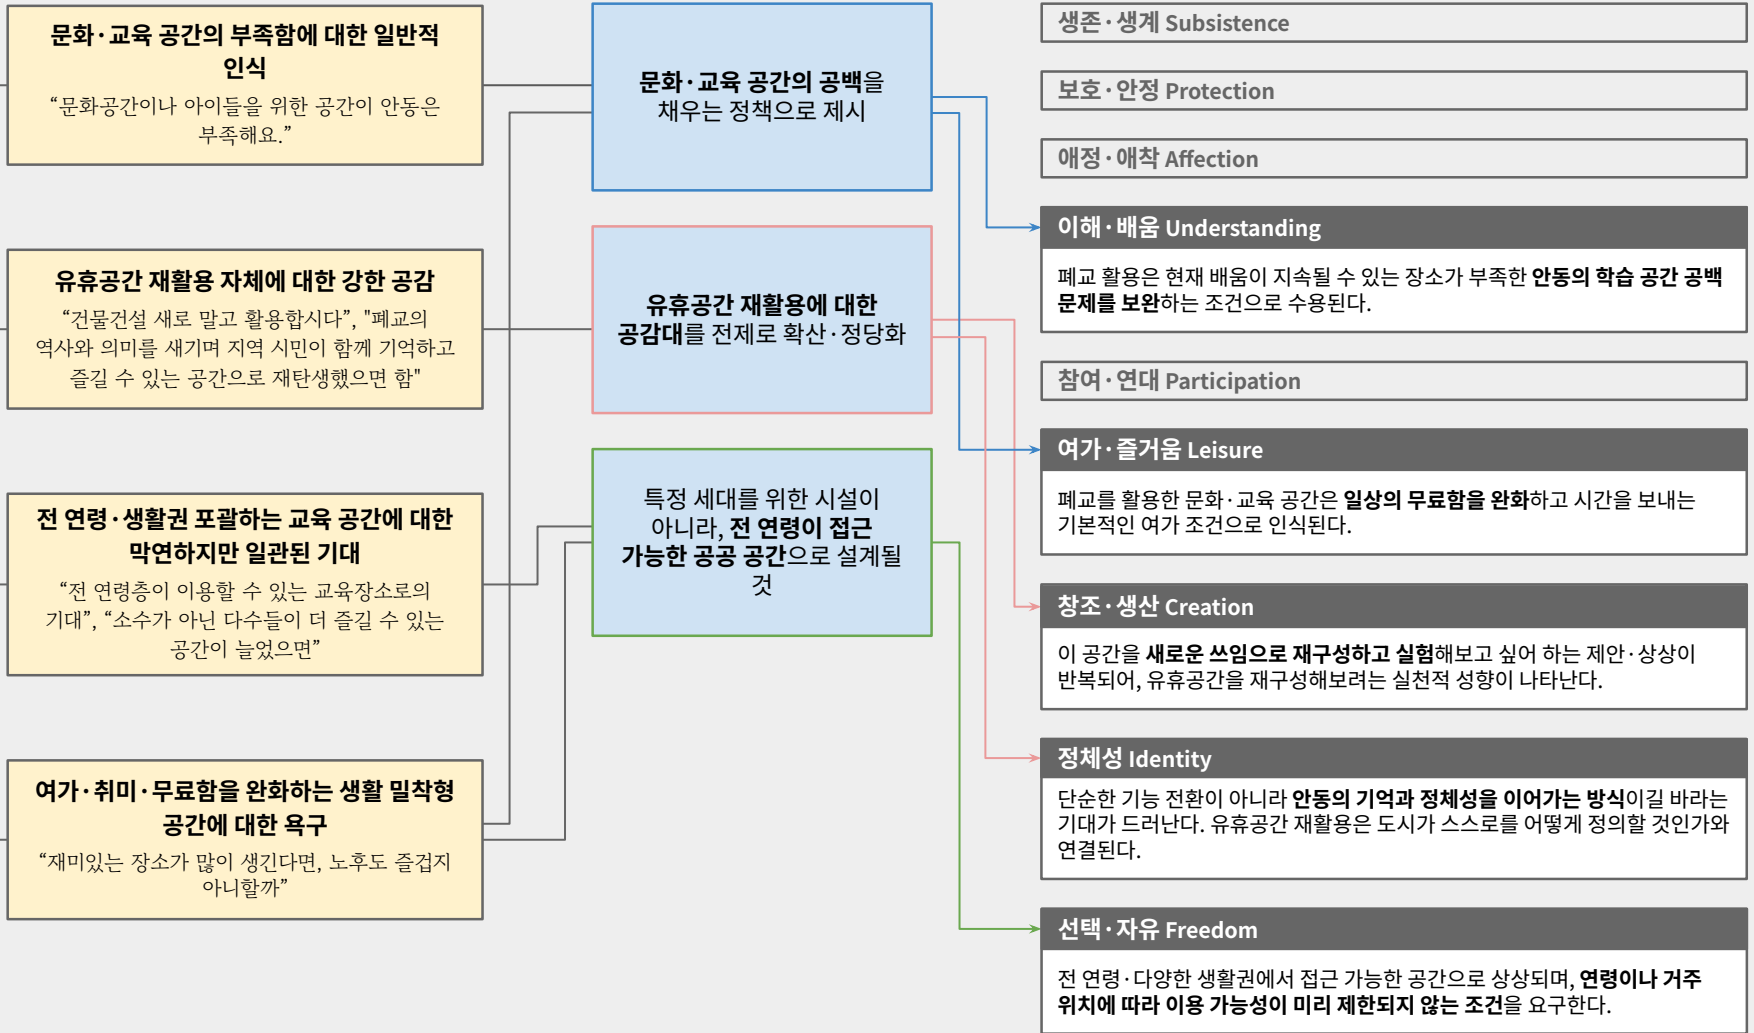 문화·교육 공간의 부족함에 대한 일반적
인식
“문화공간이나 아이들을 위한 공간이 안동은
부족해요.”
유휴공간 재활용 자체에 대한 강한 공감
“건물건설 새로 말고 활용합시다”, "폐교의
역사와 의미를 새기며 지역 시민이 함께 기억하고
즐길 수 있는 공간으로 재탄생했으면 함"
전 연령·생활권 포괄하는 교육 공간에 대한
막연하지만 일관된 기대
“전 연령층이 이용할 수 있는 교육장소로의
기대”, “소수가 아닌 다수들이 더 즐길 수 있는
공간이 늘었으면”
여가·취미·무료함을 완화하는 생활 밀착형
공간에 대한 욕구
“재미있는 장소가 많이 생긴다면, 노후도 즐겁지
아니할까”
문화·교육 공간의 공백을
채우는 정책으로 제시
유휴공간 재활용에 대한
공감대를 전제로 확산·정당화
특정 세대를 위한 시설이
아니라, 전 연령이 접근
가능한 공공 공간으로 설계될
것
생존·생계 Subsistence
보호·안정 Protection
애정·애착 Affection
이해·배움 Understanding
폐교 활용은 현재 배움이 지속될 수 있는 장소가 부족한 안동의 학습 공간 공백
문제를 보완하는 조건으로 수용된다.
참여·연대 Participation
여가·즐거움 Leisure
폐교를 활용한 문화·교육 공간은 일상의 무료함을 완화하고 시간을 보내는
기본적인 여가 조건으로 인식된다.
창조·생산 Creation
이 공간을 새로운 쓰임으로 재구성하고 실험해보고 싶어 하는 제안·상상이
반복되어, 유휴공간을 재구성해보려는 실천적 성향이 나타난다.
정체성 Identity
단순한 기능 전환이 아니라 안동의 기억과 정체성을 이어가는 방식이길 바라는
기대가 드러난다. 유휴공간 재활용은 도시가 스스로를 어떻게 정의할 것인가와
연결된다.
선택·자유 Freedom
전 연령·다양한 생활권에서 접근 가능한 공간으로 상상되며, 연령이나 거주
위치에 따라 이용 가능성이 미리 제한되지 않는 조건을 요구한다.